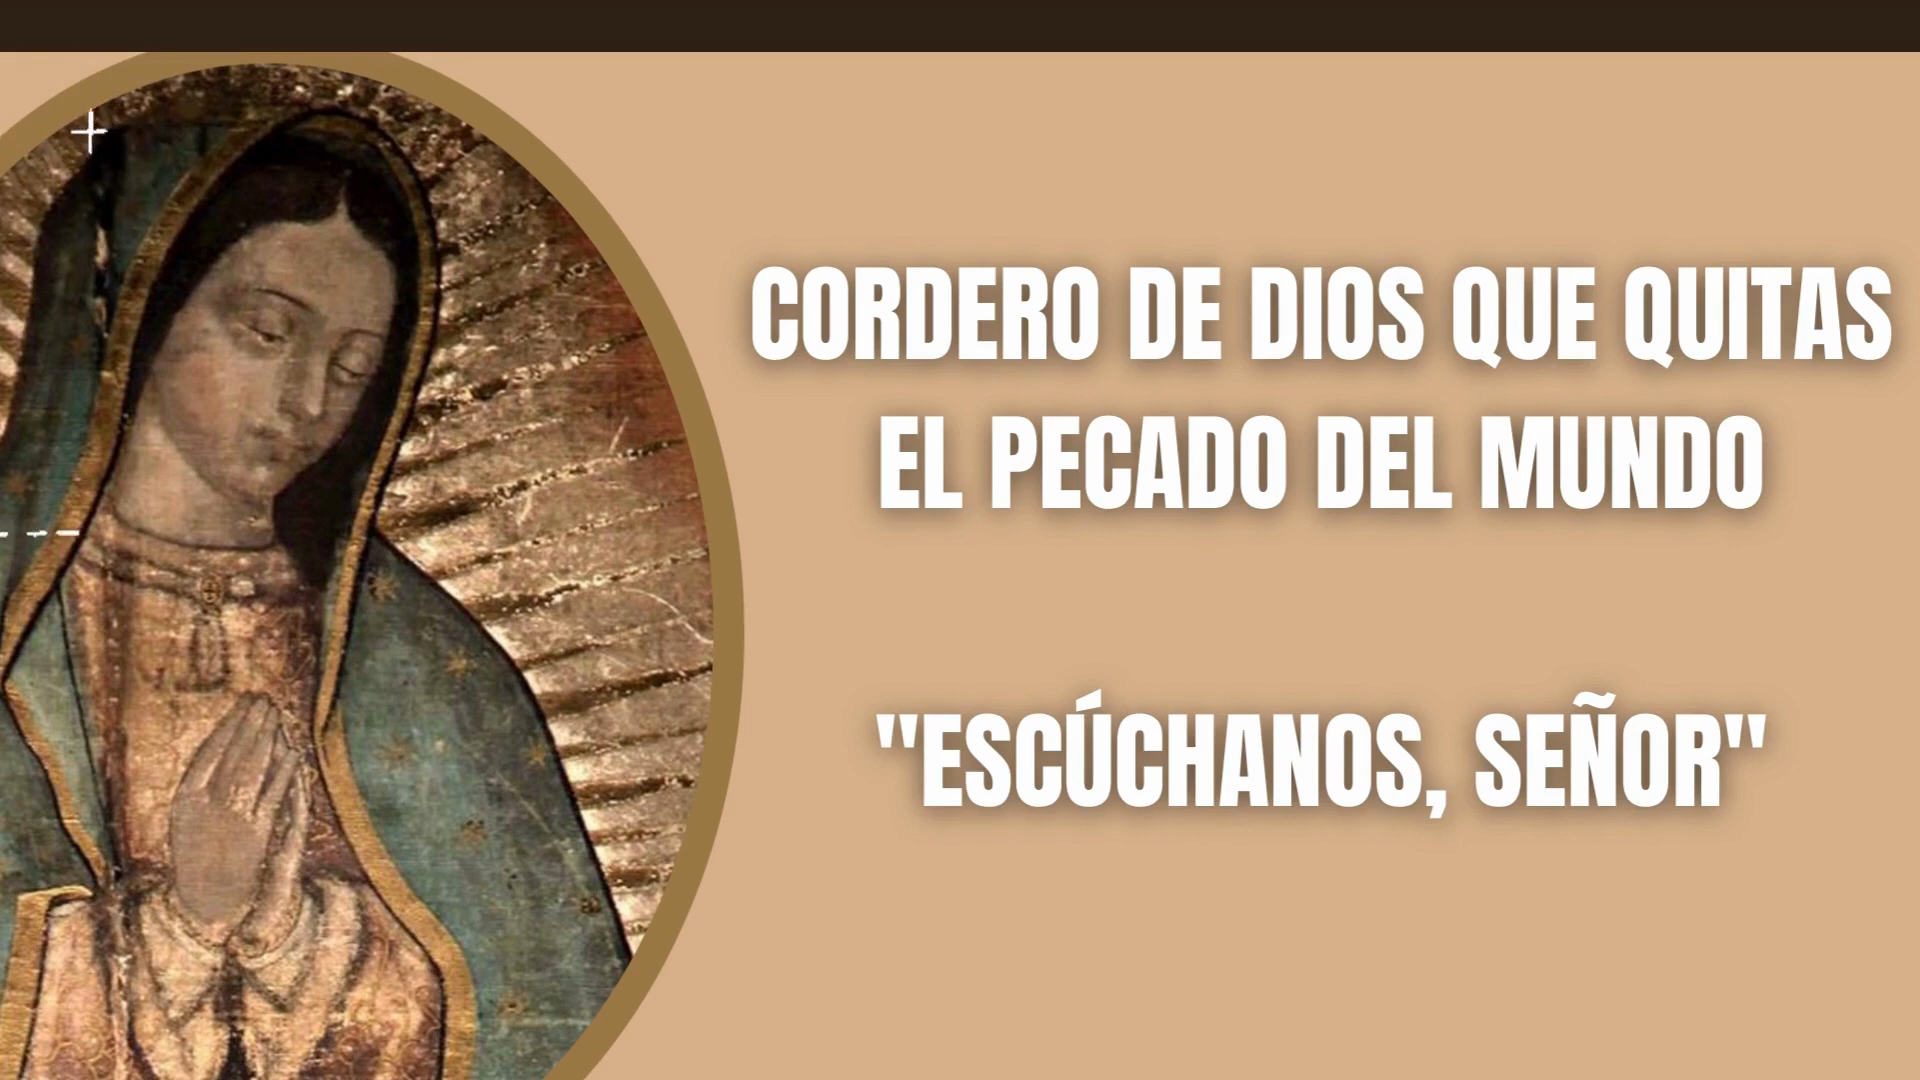 CORDERO DE DIOS QUE QUITAS
EL PECADO DEL MUNDO
"ESCÚCHANOS, SEÑOR"